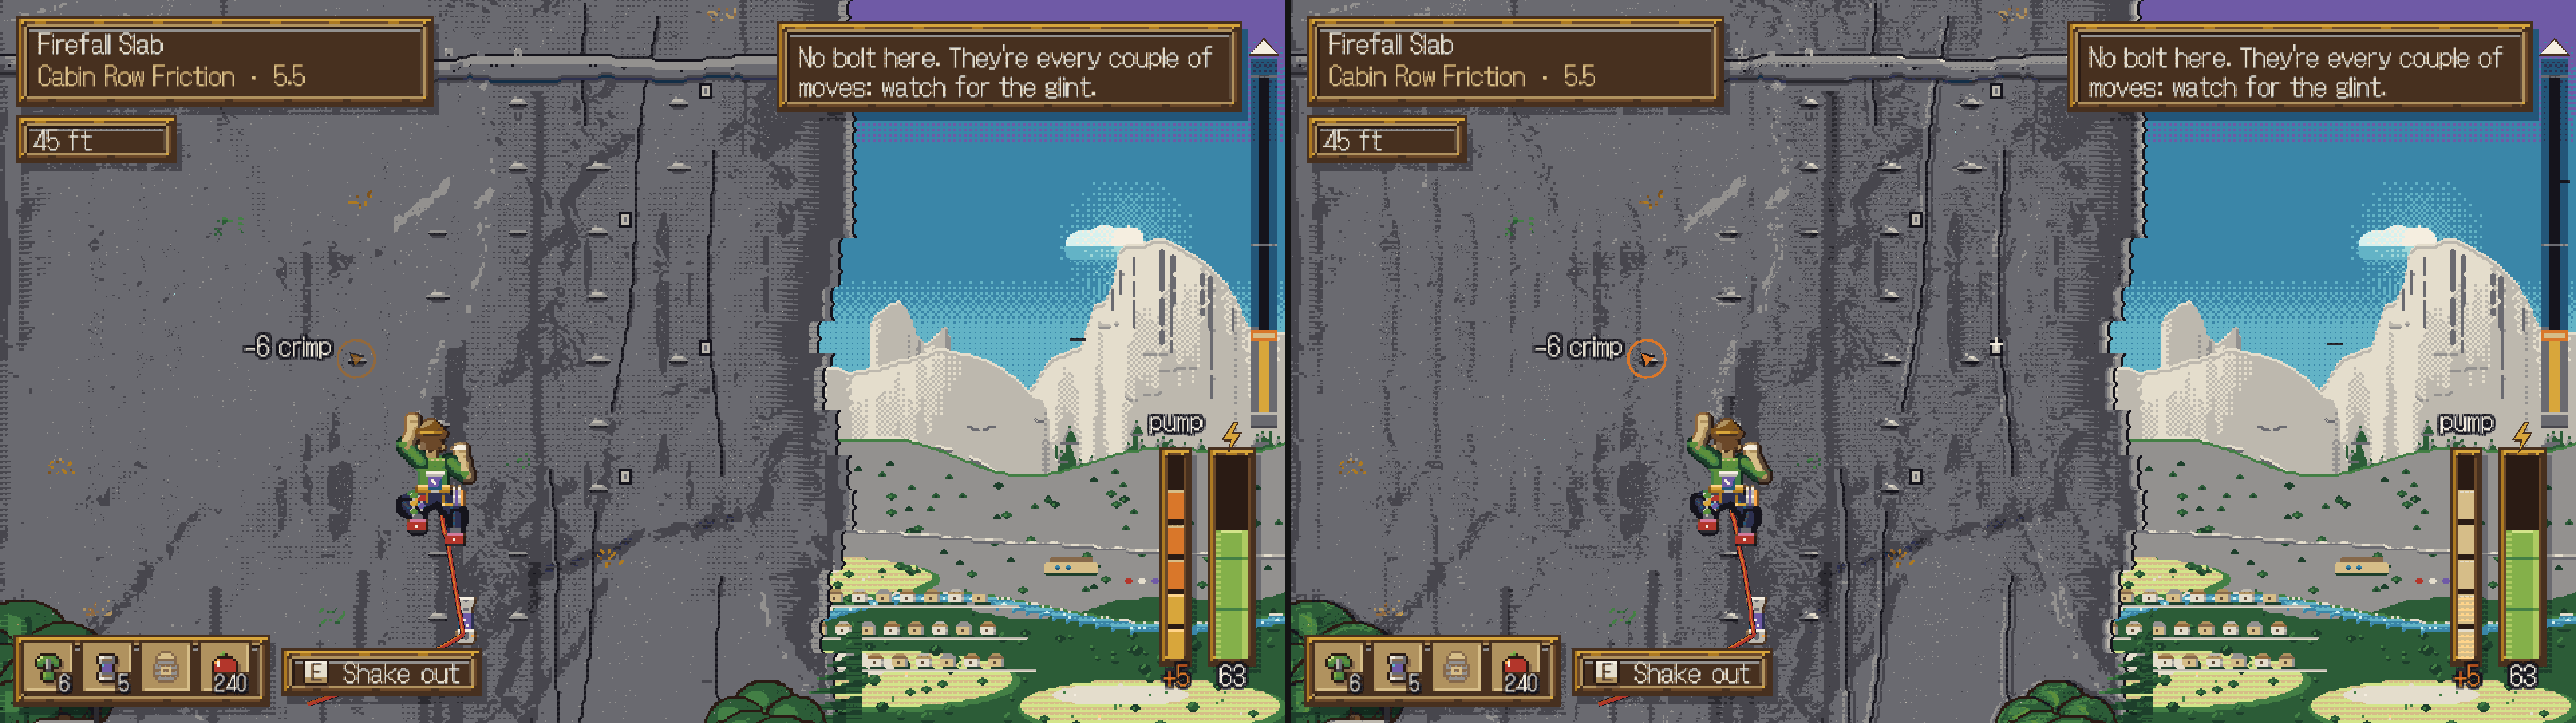 Firefall Slab
Cabin Row Friction · 5.5
45 ft
No bolt here. They're every couple of
moves: watch for the glint.
-6 crimp
pump
6
5
240
E Shake out
+5
63
Firefall Slab
Cabin Row Friction · 5.5
45 ft
No bolt here. They're every couple of
moves: watch for the glint.
-6 crimp
pump
6
5
240
E Shake out
+5
63